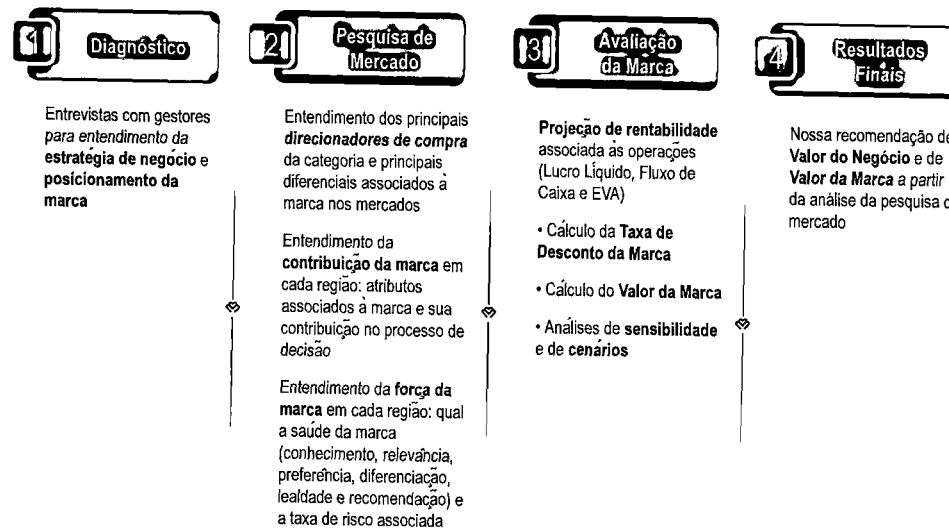 1
Diagnóstico
Entrevistas com gestores
para entendimento da
estratégia de negócio e
posicionamento da
marca
2
Pesquisa de
Mercado
Entendimento dos principais
direcionadores de compra
da categoria e principais
diferenciais associados à
marca nos mercados
Entendimento da
contribuição da marca em
cada região: atributos
associados à marca e sua
contribuição no processo de
decisão
Entendimento da força da
marca em cada região: qual
a saúde da marca
(conhecimento, relevância,
preferência, diferenciação,
lealdade e recomendação) e
a taxa de risco associada
3
Avaliação
da Marca
Projeção de rentabilidade
associada às operações
(Lucro Líquido, Fluxo de
Caixa e EVA)
• Cálculo da Taxa de
Desconto da Marca
• Cálculo do Valor da Marca
• Análises de sensibilidade
e de cenários
4
Resultados
Finais
Nossa recomendação de
Valor do Negócio e de
Valor da Marca a partir
da análise da pesquisa d
mercado